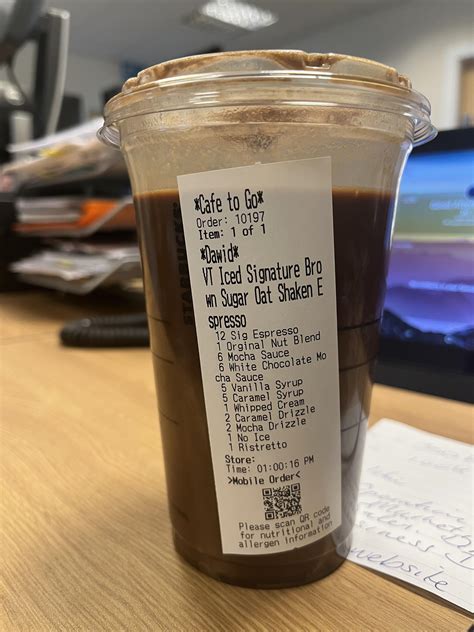 STARBUCKS
*Cafe to Go*
Order: 10197
Item: 1 of 1
*Dawid*
VT Iced Signature Bro
wn Sugar Oat Shaken E
spresso
12 Sig Espresso
1 Orginal Nut Blend
6 Mocha Sauce
6 White Chocolate Mo
cha Sauce
5 Vanilla Syrup
5 Caramel Syrup
1 Whipped Cream
2 Caramel Drizzle
2 Mocha Drizzle
1 No Ice
1 Ristretto
Store:
Time: 01:00:16 PM
>Mobile Order<
Please scan QR code
for nutritional and
allergen information
website